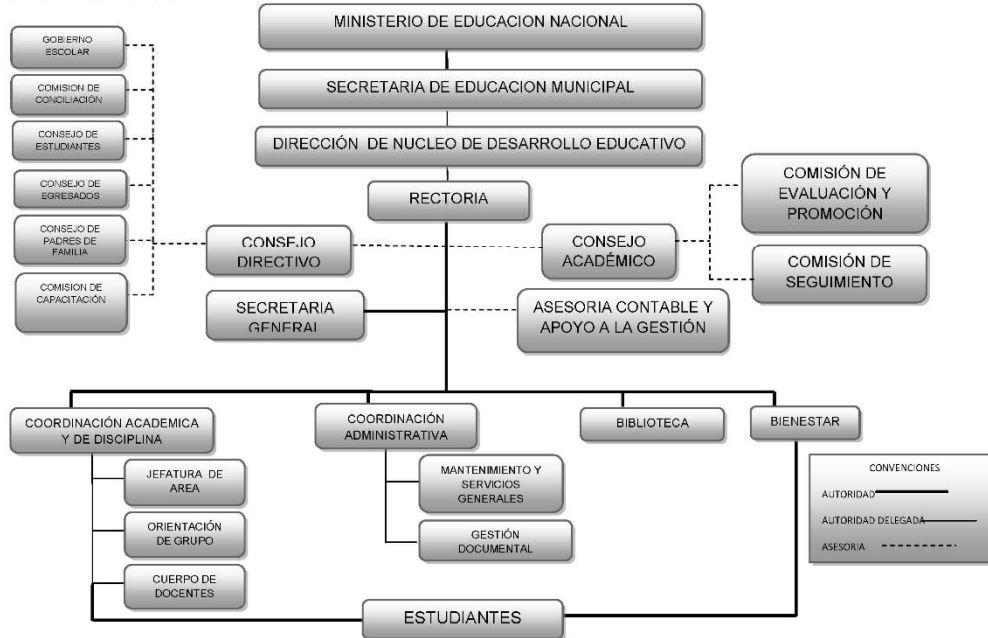 MINISTERIO DE EDUCACION NACIONAL
SECRETARIA DE EDUCACION MUNICIPAL
DIRECCIÓN DE NUCLEO DE DESARROLLO EDUCATIVO
RECTORIA
GOBIERNO
ESCOLAR
COMISION DE
CONCILIACIÓN
CONSEJO DE
ESTUDIANTES
CONSEJO DE
EGRESADOS
CONSEJO DE
PADRES DE
FAMILIA
COMISION DE
CAPACITACIÓN
CONSEJO
DIRECTIVO
CONSEJO
ACADÉMICO
COMISIÓN DE
EVALUACIÓN Y
PROMOCIÓN
COMISIÓN DE
SEGUIMIENTO
SECRETARIA
GENERAL
ASESORIA CONTABLE Y
APOYO A LA GESTIÓN
COORDINACIÓN ACADEMICA
Y DE DISCIPLINA
JEFATURA DE
AREA
ORIENTACIÓN
DE GRUPO
CUERPO DE
DOCENTES
COORDINACIÓN
ADMINISTRATIVA
MANTENIMIENTO Y
SERVICIOS
GENERALES
GESTIÓN
DOCUMENTAL
BIBLIOTECA
BIENESTAR
ESTUDIANTES
CONVENCIONES
AUTORIDAD
AUTORIDAD DELEGADA
ASESORIA